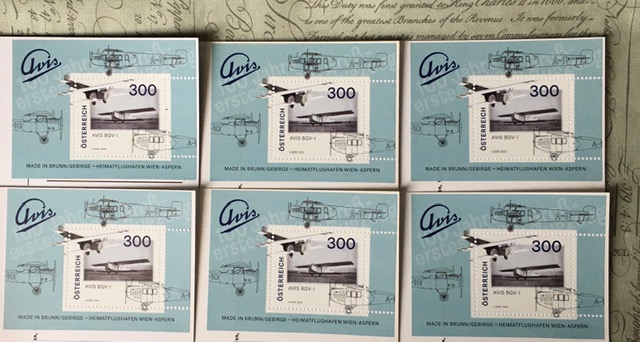 This Duty was first granted to King Charles II in 1660, and
is one of the greatest Branches of the Revenue. It was formerly
managed by seven Commissioners
Avis
300
ÖSTERREICH
AVIS BGV-I
MADE IN BRUNN/GEBIRGE – HEIMATFLUGHAFEN WIEN-ASPERN
Avis
300
ÖSTERREICH
AVIS BGV-I
MADE IN BRUNN/GEBIRGE – HEIMATFLUGHAFEN WIEN-ASPERN
Avis
300
ÖSTERREICH
AVIS BGV-I
MADE IN BRUNN/GEBIRGE – HEIMATFLUGHAFEN WIEN-ASPERN
Avis
300
ÖSTERREICH
AVIS BGV-I
MADE IN BRUNN/GEBIRGE – HEIMATFLUGHAFEN WIEN-ASPERN
Avis
300
ÖSTERREICH
AVIS BGV-I
MADE IN BRUNN/GEBIRGE – HEIMATFLUGHAFEN WIEN-ASPERN
Avis
300
ÖSTERREICH
AVIS BGV-I
MADE IN BRUNN/GEBIRGE – HEIMATFLUGHAFEN WIEN-ASPERN